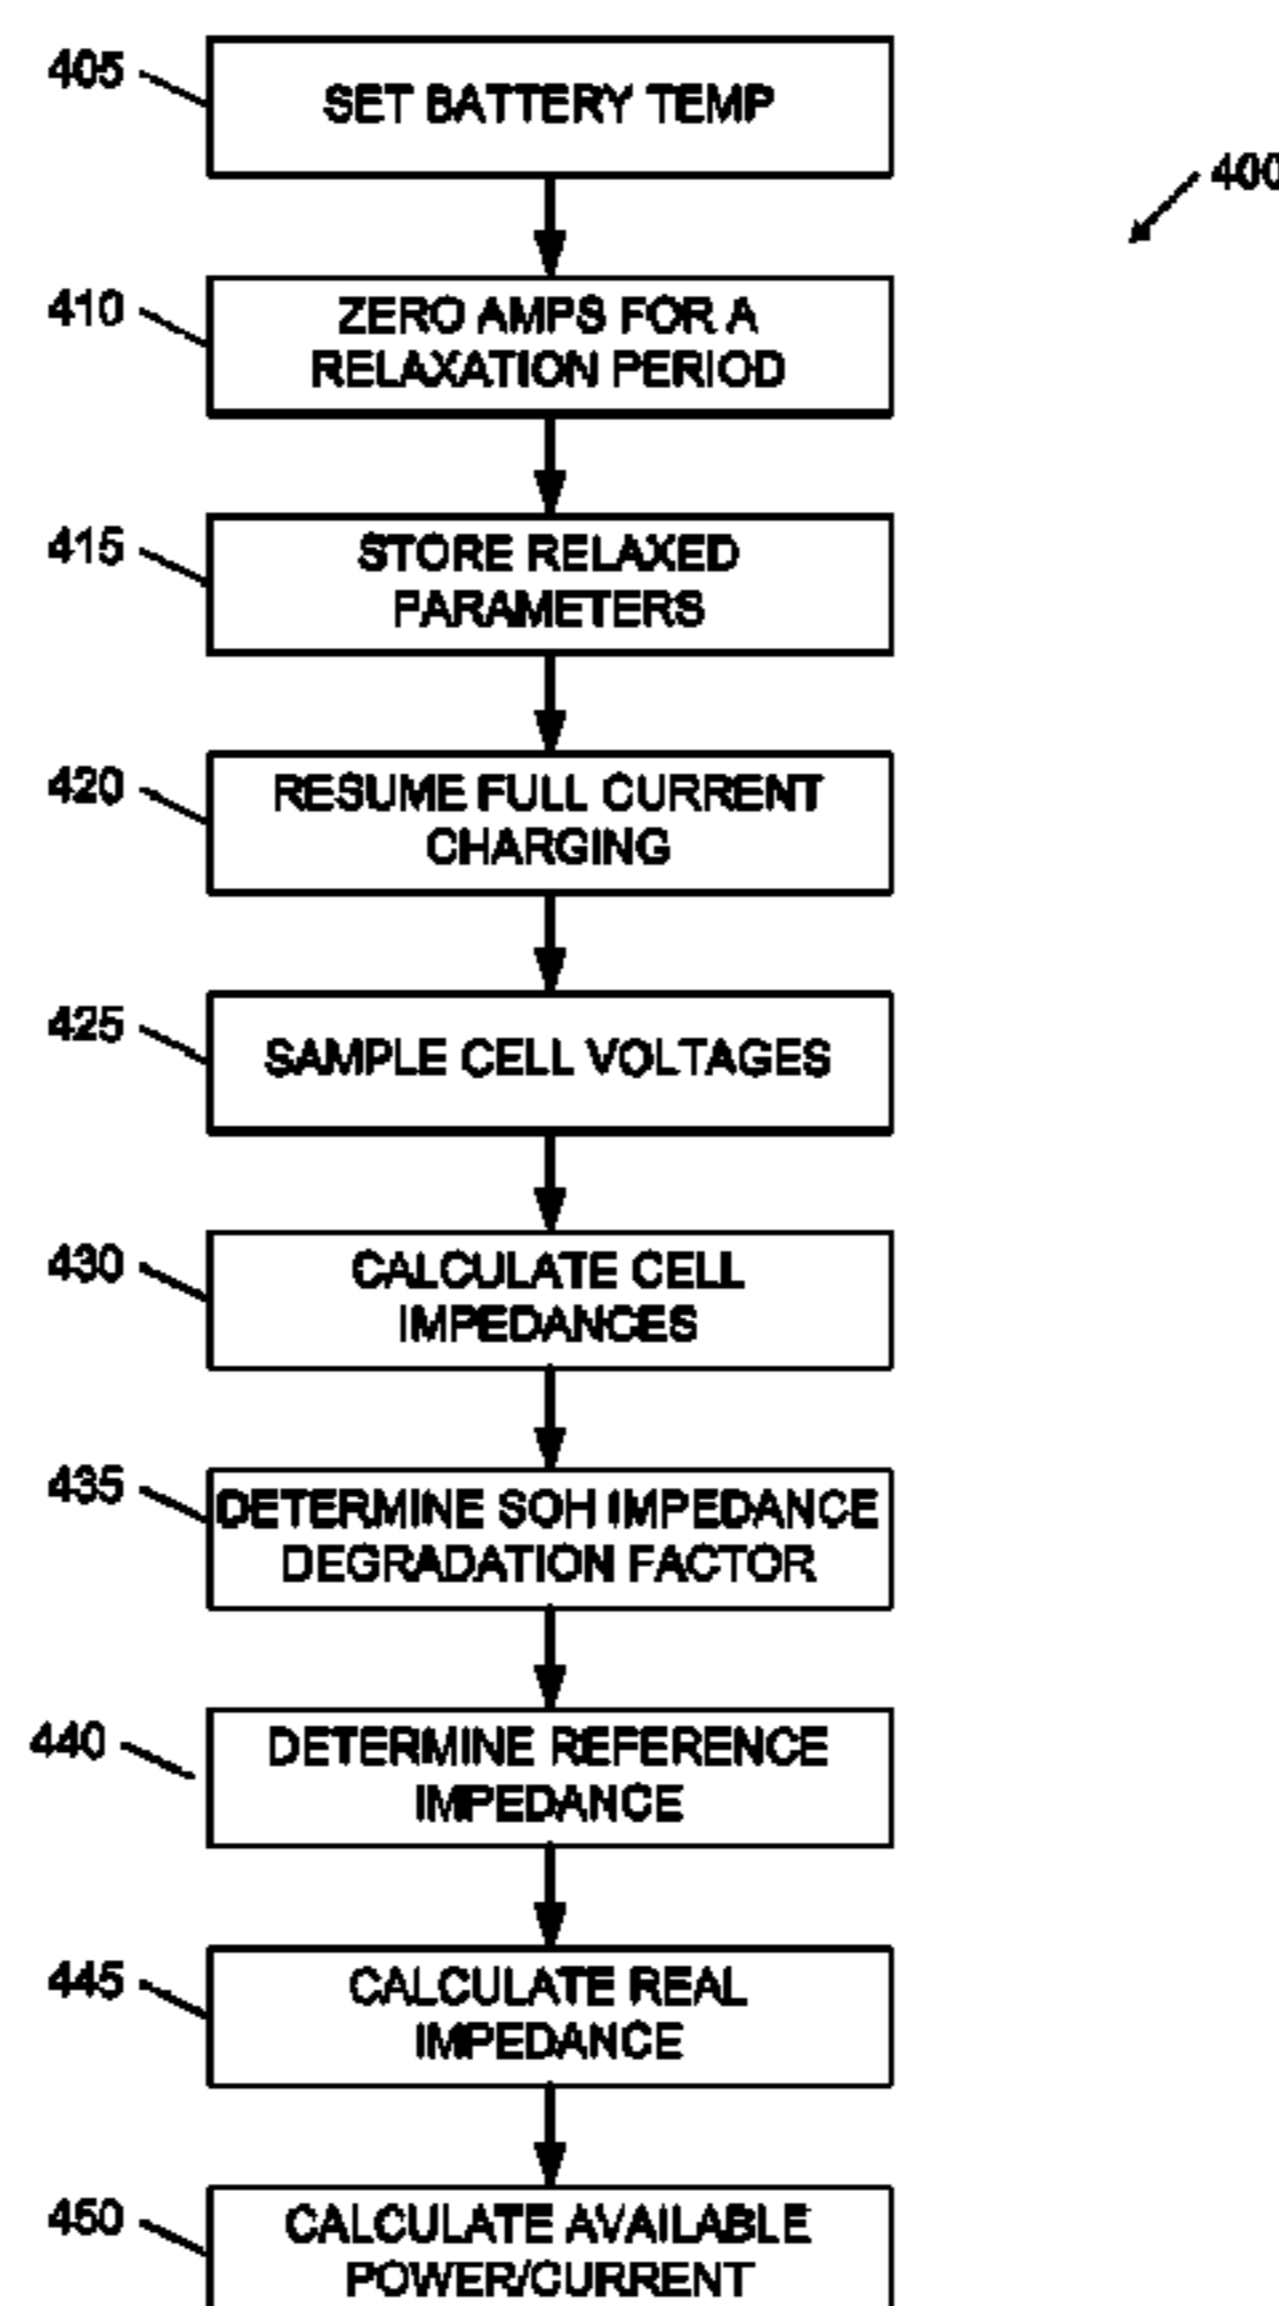 405
SET BATTERY TEMP
400
410
ZERO AMPS FOR A
RELAXATION PERIOD
415
STORE RELAXED
PARAMETERS
420
RESUME FULL CURRENT
CHARGING
425
SAMPLE CELL VOLTAGES
430
CALCULATE CELL
IMPEDANCES
435
DETERMINE SOH IMPEDANCE
DEGRADATION FACTOR
440
DETERMINE REFERENCE
IMPEDANCE
445
CALCULATE REAL
IMPEDANCE
450
CALCULATE AVAILABLE
POWER/CURRENT